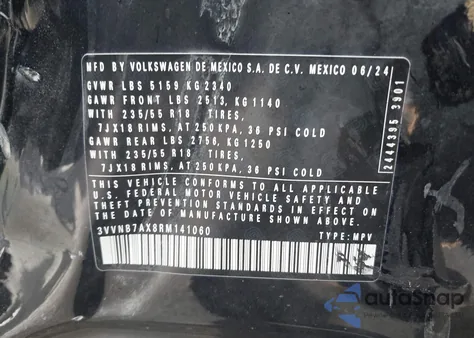 MFD BY VOLKSWAGEN DE MEXICO S.A. DE C.V. MEXICO 06/24
GVWR LBS 5159 KG 2340
GAWR FRONT LBS 2513, KG 1140
WITH 235/55 R18 TIRES,
7JX18 RIMS, AT 250 KPA, 36 PSI COLD
GAWR REAR LBS 2756, KG 1250
WITH 235/55 R18 TIRES,
7JX18 RIMS, AT 250 KPA, 36 PSI COLD
THIS VEHICLE CONFORMS TO ALL APPLICABLE
U.S. FEDERAL MOTOR VEHICLE SAFETY AND
THEFT PREVENTION STANDARDS IN EFFECT ON THE
DATE OF MANUFACTURE SHOWN ABOVE.
3VVNB7AX8RM141060 TYPE: MPV
2444395 3901
autoSnap